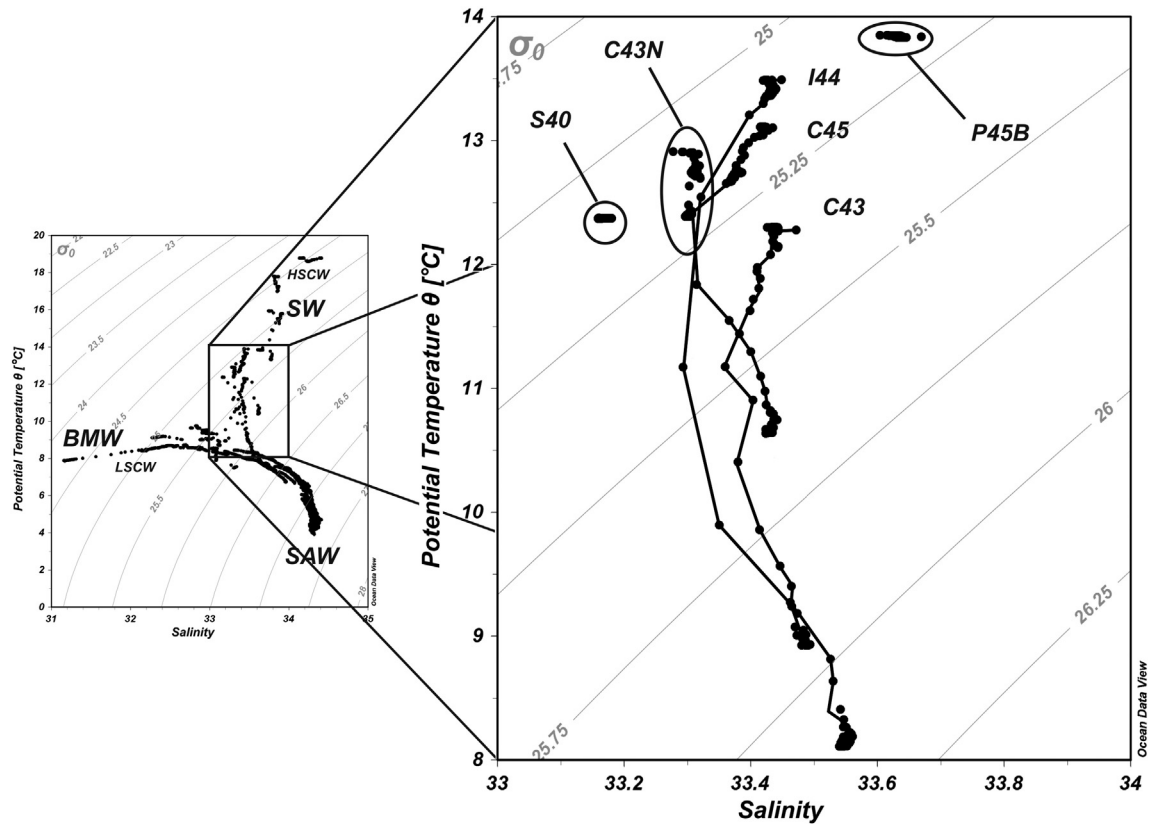 20
18
16
14
12
10
8
6
4
2
0
Potential Temperature θ [°C]
31
32
33
34
35
Salinity
σ0
22.5
23
23.5
24
24.5
25.5
26
26.5
28
HSCW
SW
BMW
LSCW
SAW
Ocean Data View
14
13
12
11
10
9
8
Potential Temperature θ [°C]
33
33.2
33.4
33.6
33.8
34
Salinity
σ0
25
25.25
25.5
25.75
26
26.25
C43N
S40
I44
C45
C43
P45B
Ocean Data View